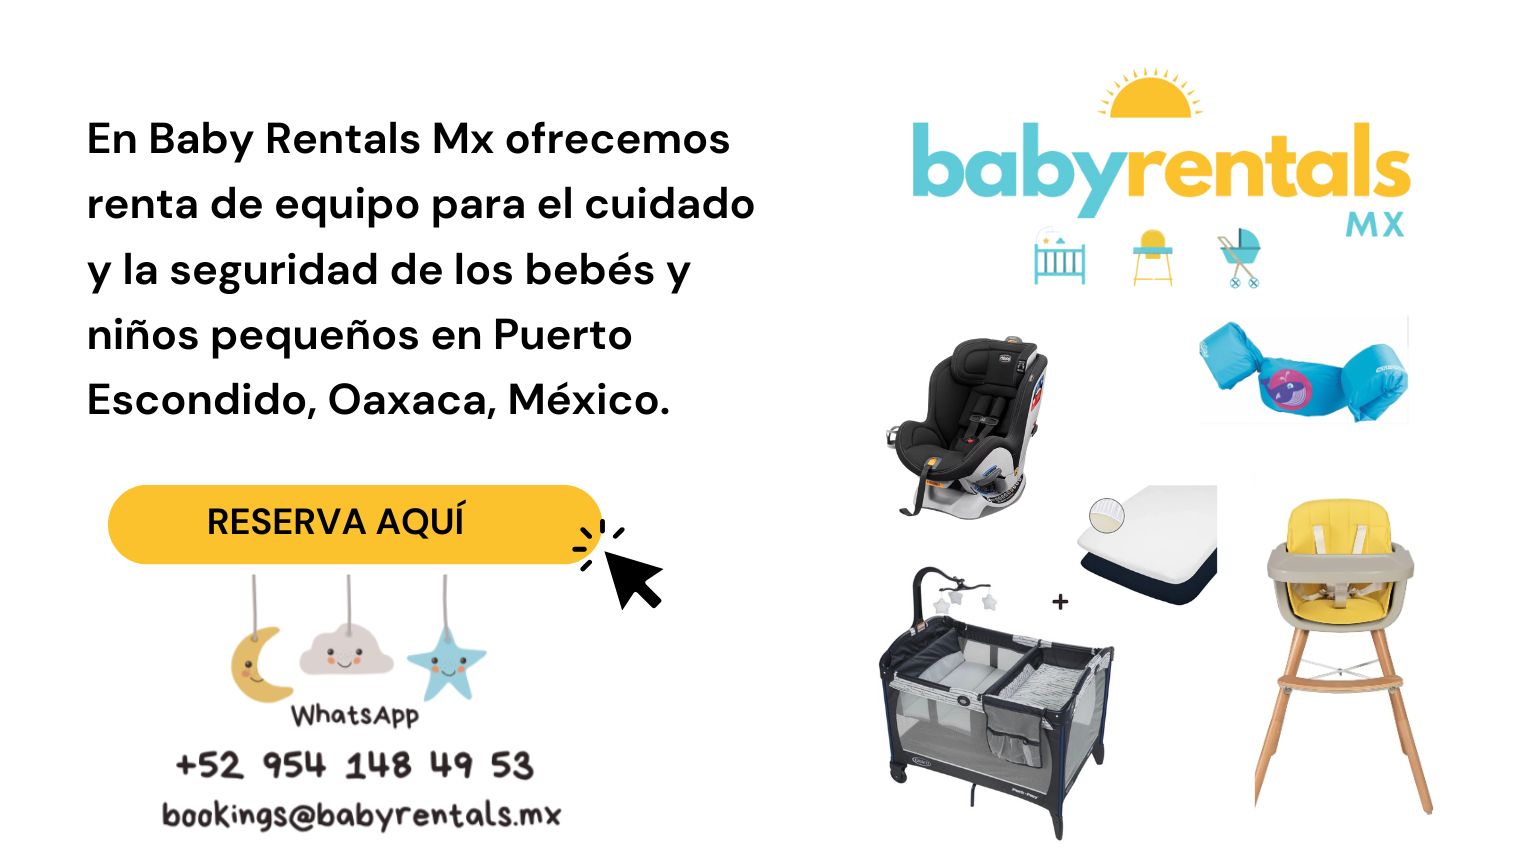 En Baby Rentals Mx ofrecemos
renta de equipo para el cuidado
y la seguridad de los bebés y
niños pequeños en Puerto
Escondido, Oaxaca, México.
RESERVA AQUÍ
WhatsApp
+52 954 148 49 53
bookings@babyrentals.mx
babyrentals
MX
+